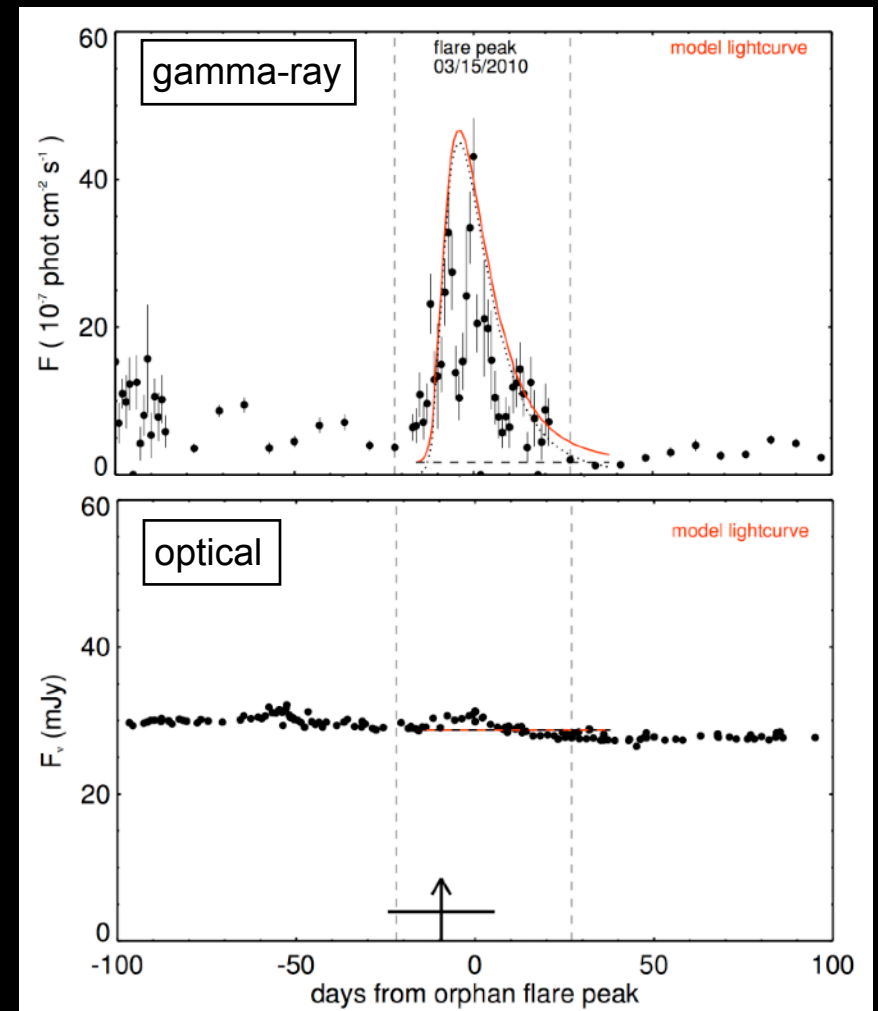 60
flare peak
model lightcurve
gamma-ray
03/15/2010
40
F ( 10⁻⁷ phot cm⁻² s⁻¹ )
20
0
60
model lightcurve
optical
40
Fᵥ (mJy)
20
0
-100 -50 0 50 100
days from orphan flare peak